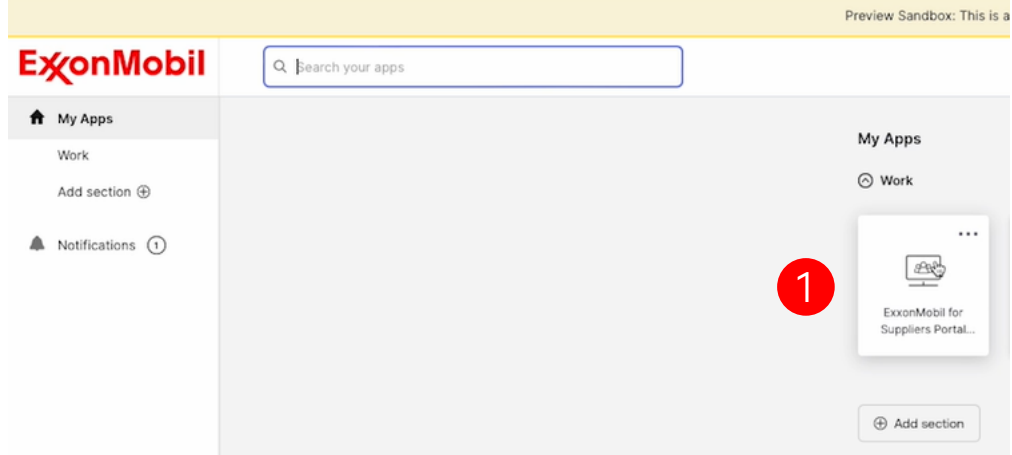 Preview Sandbox: This is a
ExxonMobil
Search your apps
My Apps
Work
Add section
Notifications 1
My Apps
Work
1
ExxonMobil for
Suppliers Portal...
Add section